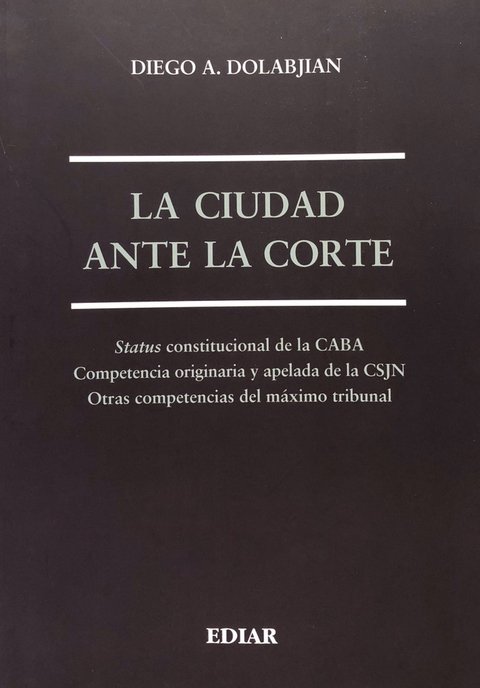 DIEGO A. DOLABJIAN
LA CIUDAD
ANTE LA CORTE
Status constitucional de la CABA
Competencia originaria y apelada de la CSJN
Otras competencias del máximo tribunal
EDIAR